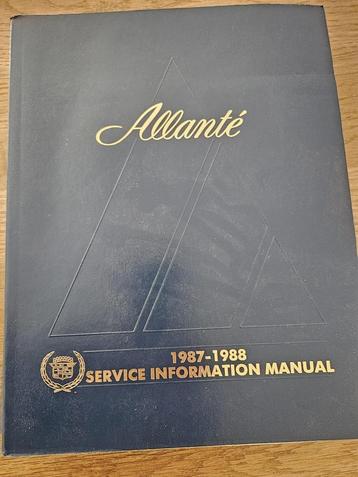 Allanté
1987-1988
SERVICE INFORMATION MANUAL